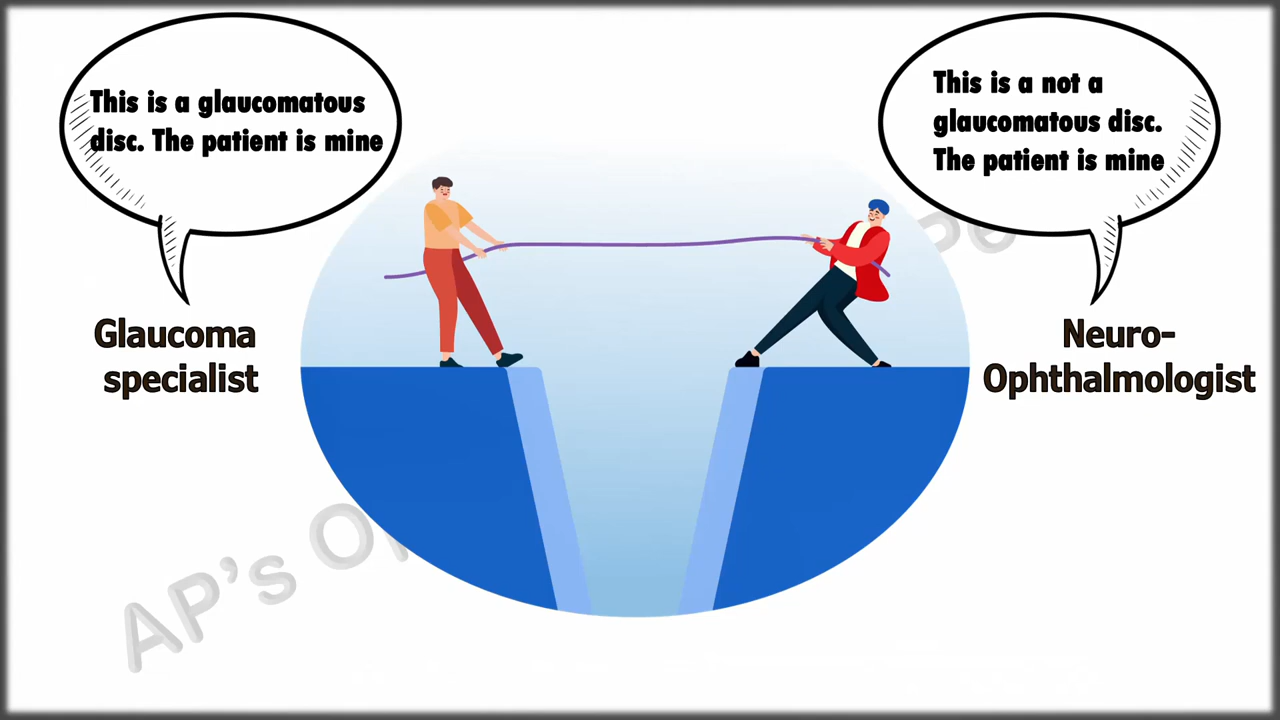 This is a glaucomatous
disc. The patient is mine
This is a not a
glaucomatous disc.
The patient is mine
Glaucoma
specialist
Neuro-
Ophthalmologist
AP's